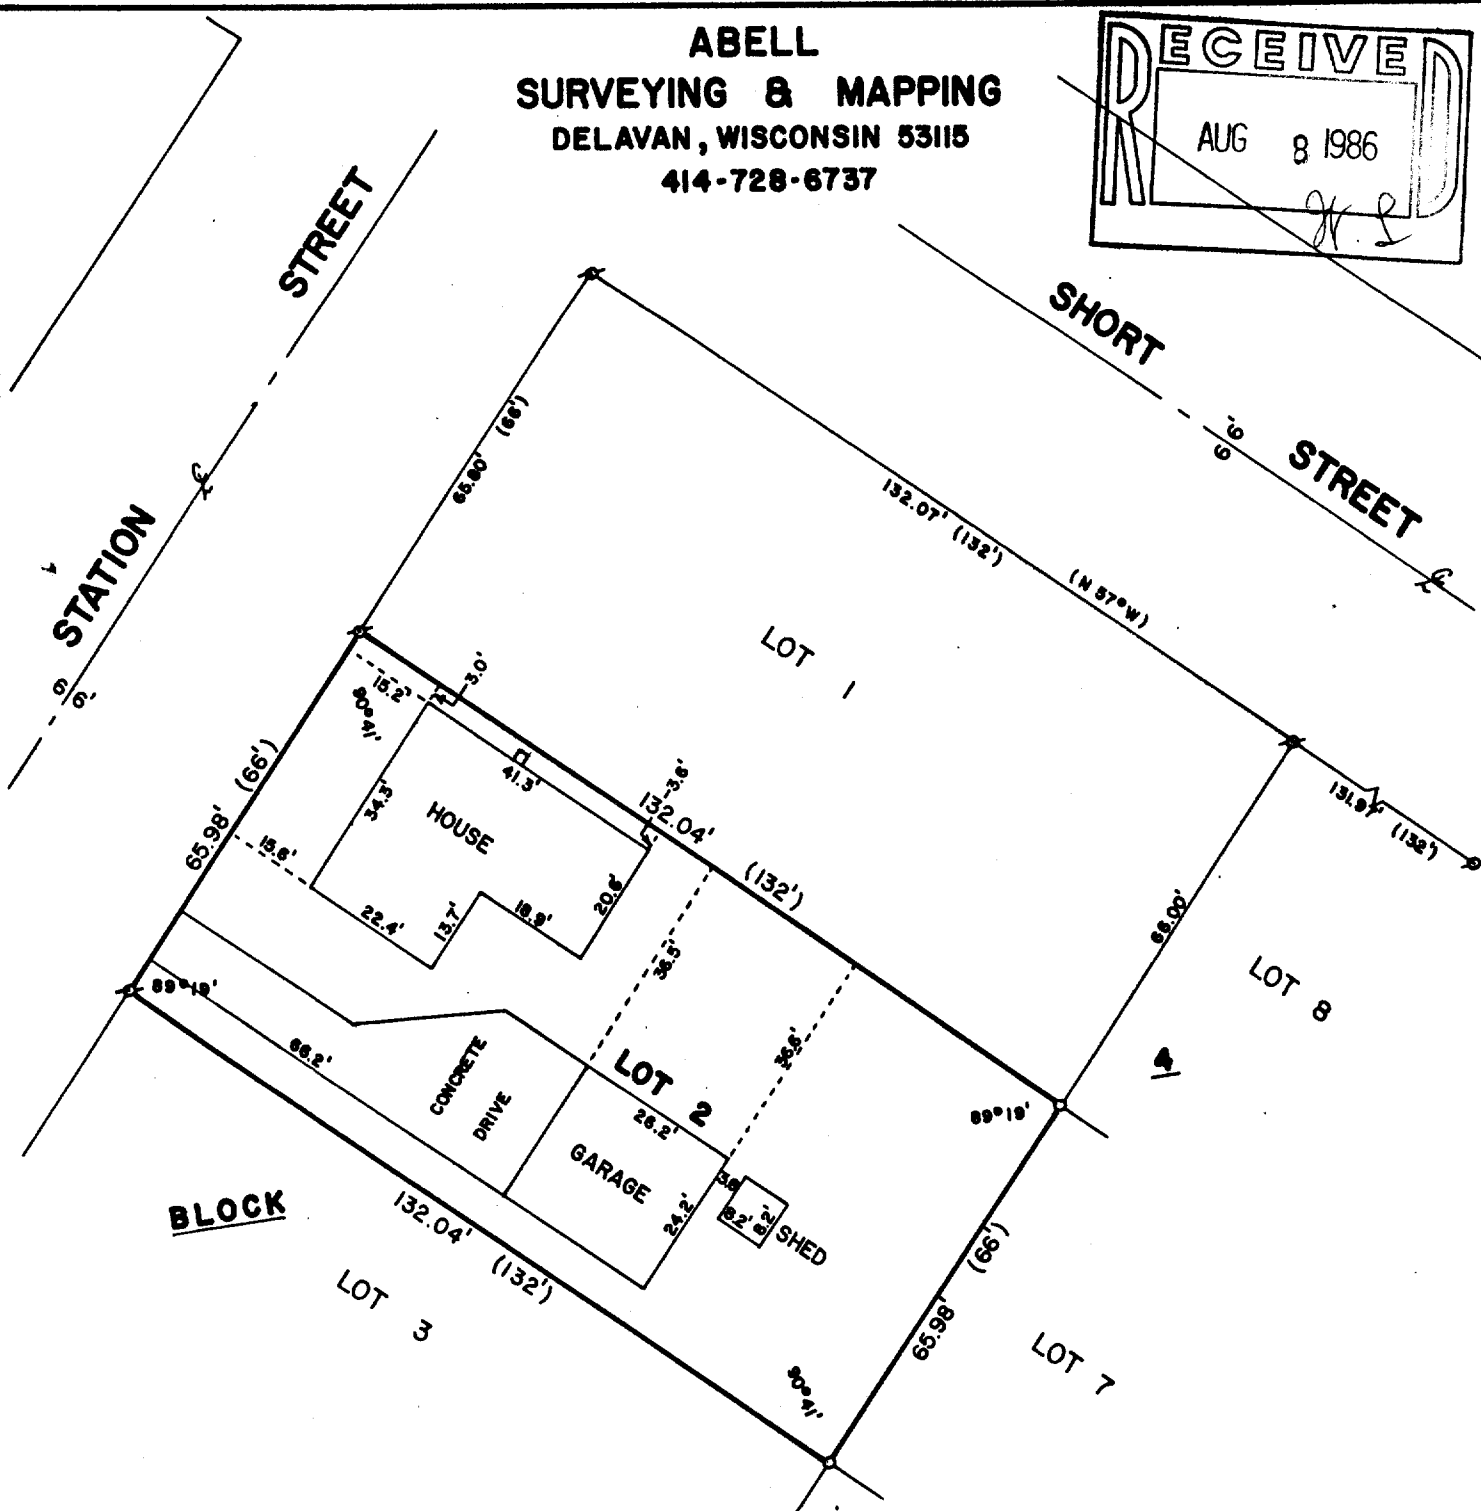 ABELL
SURVEYING & MAPPING
DELAVAN, WISCONSIN 53115
414-728-6737
RECEIVED
AUG 8 1986
STATION STREET
℄
66'
SHORT STREET
66'
℄
65.80' (66')
132.07' (132')
(N 57° W)
LOT 1
131.97' (132')
66.00'
LOT 8
4
15.2'
3.0'
90°41'
65.98' (66')
41.3'
34.3'
HOUSE
3.6'
132.04' (132')
15.6'
22.4'
13.7'
18.9'
20.6'
36.5'
36.6'
89°19'
66.2'
CONCRETE
DRIVE
LOT 2
26.2'
GARAGE
24.2'
3.8'
8.2' 8.2'
SHED
89°19'
65.98' (66')
BLOCK
132.04' (132')
LOT 3
90°41'
LOT 7